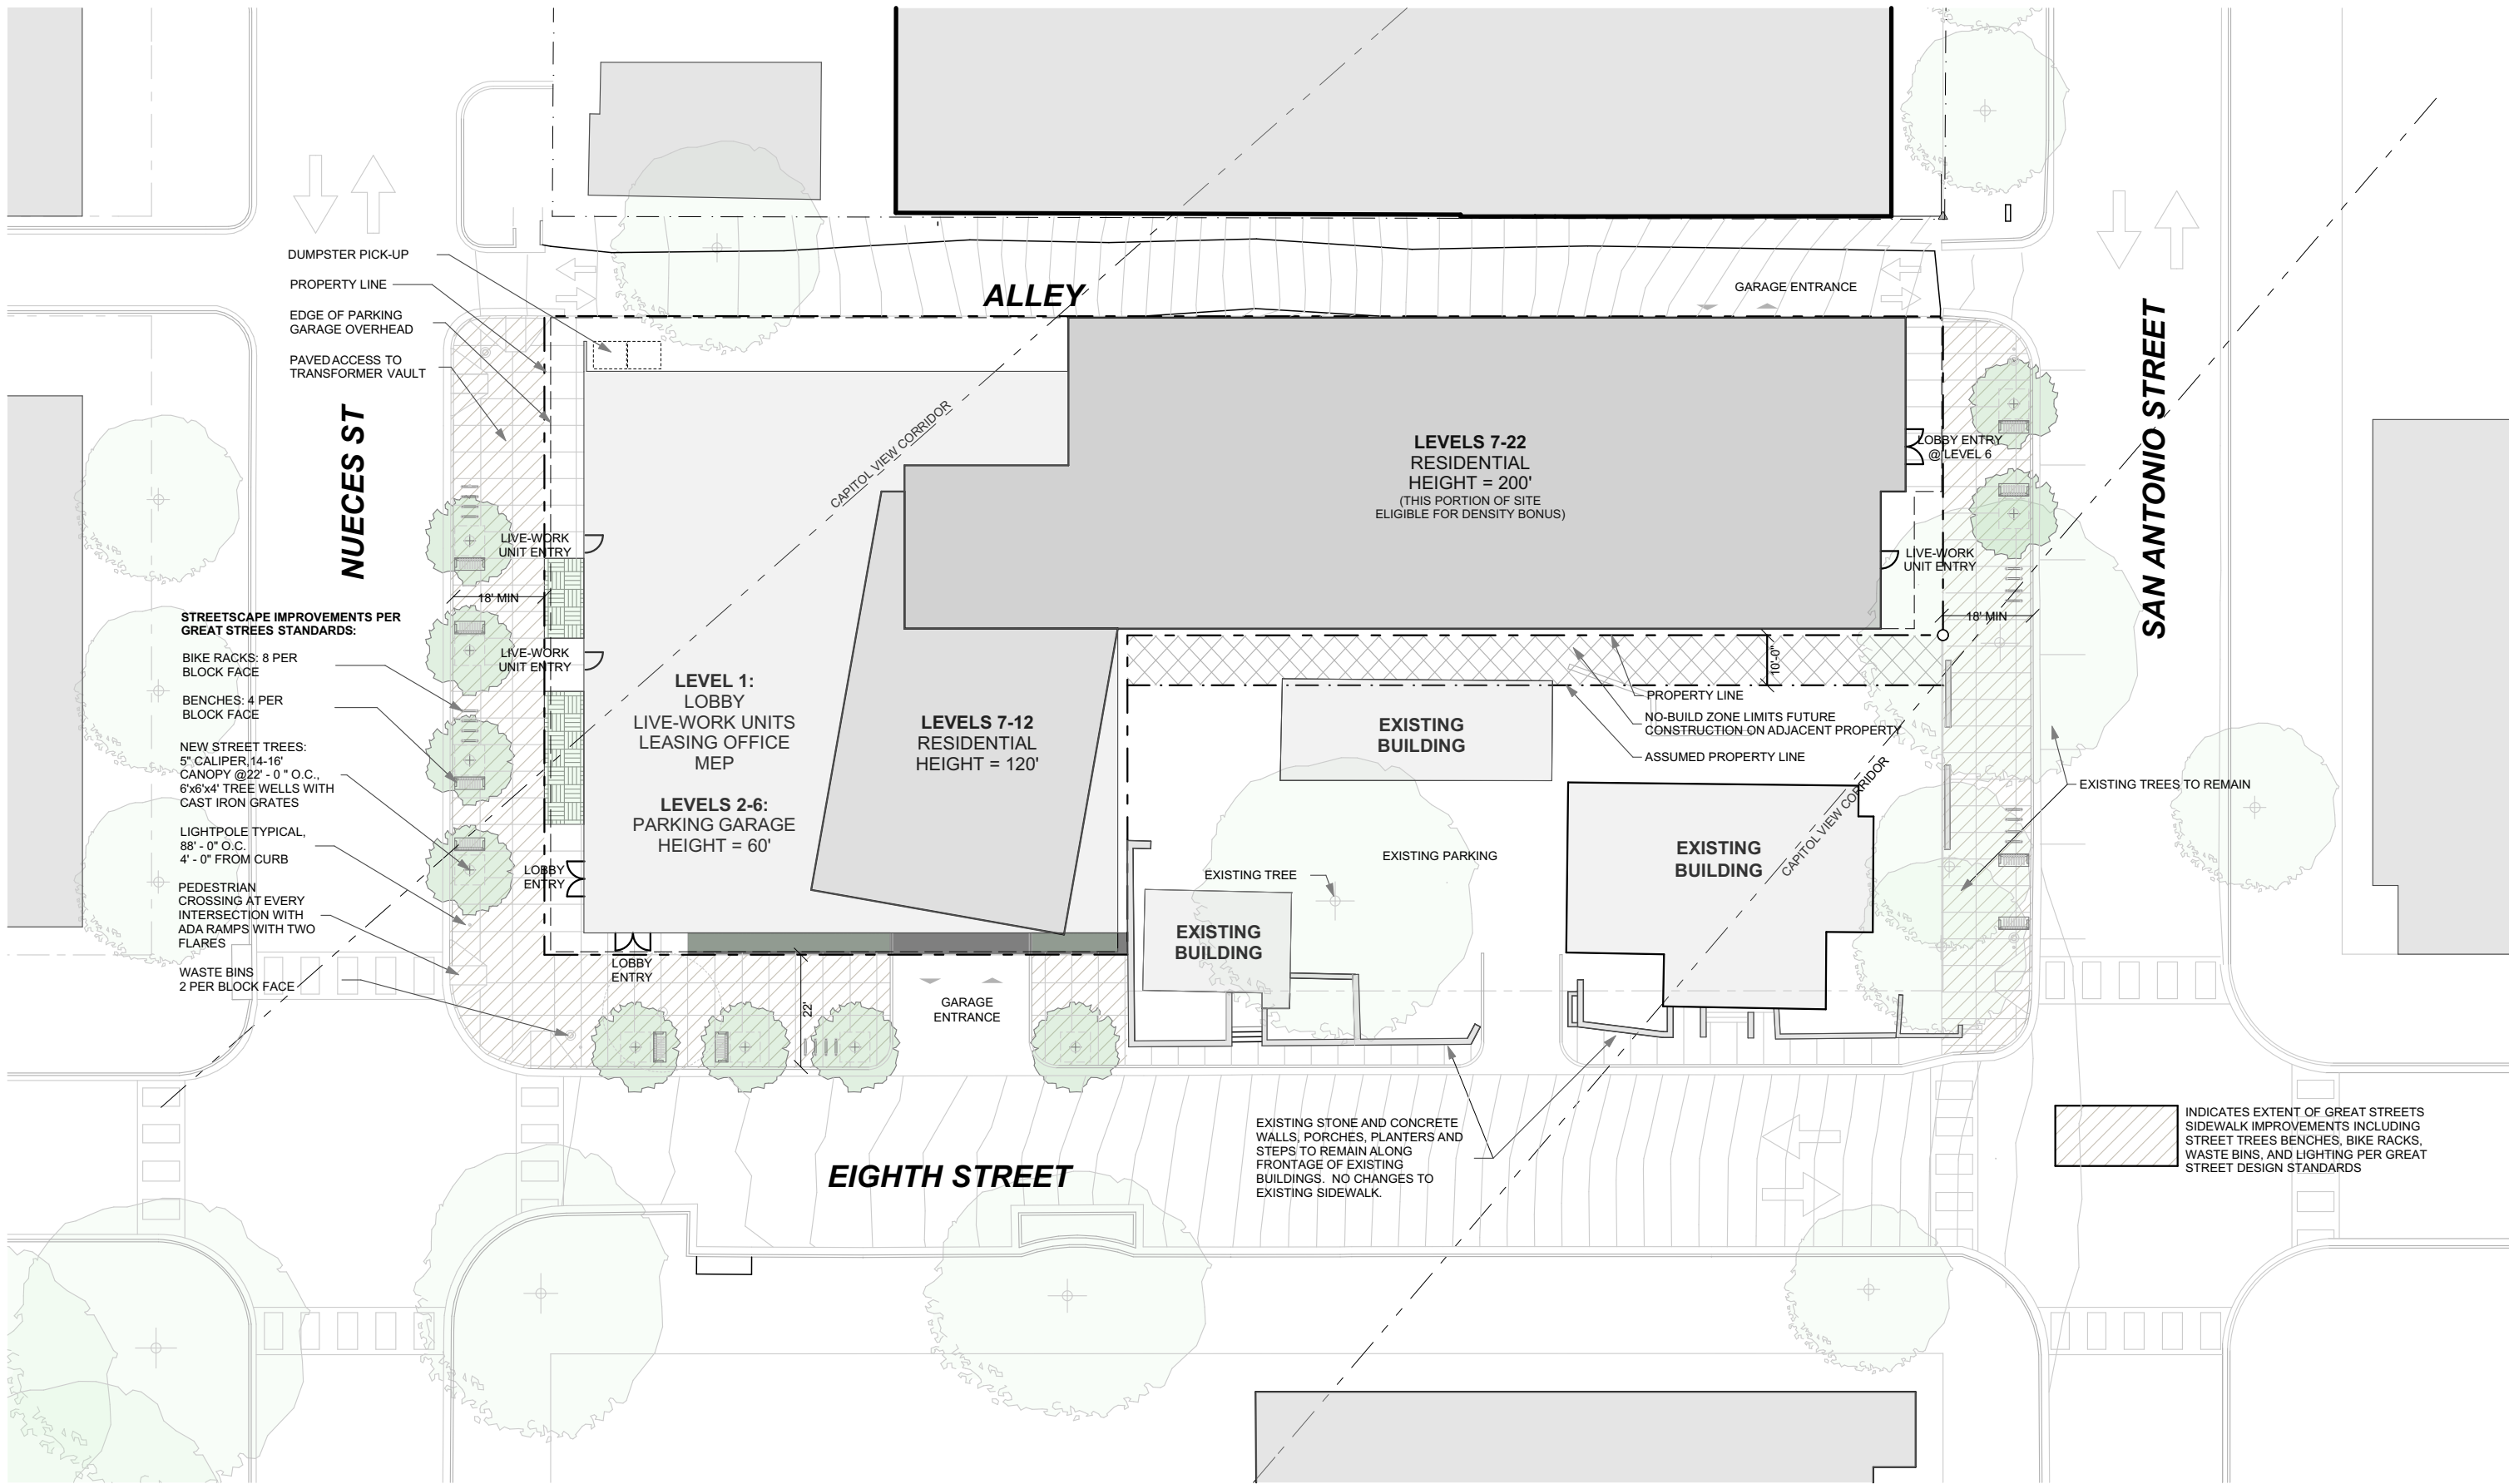 DUMPSTER PICK-UP
PROPERTY LINE
EDGE OF PARKING
GARAGE OVERHEAD
PAVED ACCESS TO
TRANSFORMER VAULT
NUECES ST
STREETSCAPE IMPROVEMENTS PER
GREAT STREES STANDARDS:
BIKE RACKS: 8 PER
BLOCK FACE
BENCHES: 4 PER
BLOCK FACE
NEW STREET TREES:
5" CALIPER,14-16'
CANOPY @22' - 0 " O.C.,
6'x6'x4' TREE WELLS WITH
CAST IRON GRATES
LIGHTPOLE TYPICAL,
88' - 0" O.C.
4' - 0" FROM CURB
PEDESTRIAN
CROSSING AT EVERY
INTERSECTION WITH
ADA RAMPS WITH TWO
FLARES
WASTE BINS
2 PER BLOCK FACE
18' MIN
LIVE-WORK
UNIT ENTRY
LIVE-WORK
UNIT ENTRY
LOBBY
ENTRY
LOBBY
ENTRY
22'
GARAGE
ENTRANCE
ALLEY
GARAGE ENTRANCE
CAPITOL VIEW CORRIDOR
LEVEL 1:
LOBBY
LIVE-WORK UNITS
LEASING OFFICE
MEP
LEVELS 2-6:
PARKING GARAGE
HEIGHT = 60'
LEVELS 7-12
RESIDENTIAL
HEIGHT = 120'
LEVELS 7-22
RESIDENTIAL
HEIGHT = 200'
(THIS PORTION OF SITE
ELIGIBLE FOR DENSITY BONUS)
LOBBY ENTRY
@ LEVEL 6
LIVE-WORK
UNIT ENTRY
18' MIN
SAN ANTONIO STREET
10'-0"
PROPERTY LINE
NO-BUILD ZONE LIMITS FUTURE
CONSTRUCTION ON ADJACENT PROPERTY
ASSUMED PROPERTY LINE
EXISTING
BUILDING
EXISTING PARKING
EXISTING TREE
EXISTING
BUILDING
EXISTING
BUILDING
CAPITOL VIEW CORRIDOR
EXISTING TREES TO REMAIN
EXISTING STONE AND CONCRETE
WALLS, PORCHES, PLANTERS AND
STEPS TO REMAIN ALONG
FRONTAGE OF EXISTING
BUILDINGS. NO CHANGES TO
EXISTING SIDEWALK.
EIGHTH STREET
INDICATES EXTENT OF GREAT STREETS
SIDEWALK IMPROVEMENTS INCLUDING
STREET TREES BENCHES, BIKE RACKS,
WASTE BINS, AND LIGHTING PER GREAT
STREET DESIGN STANDARDS